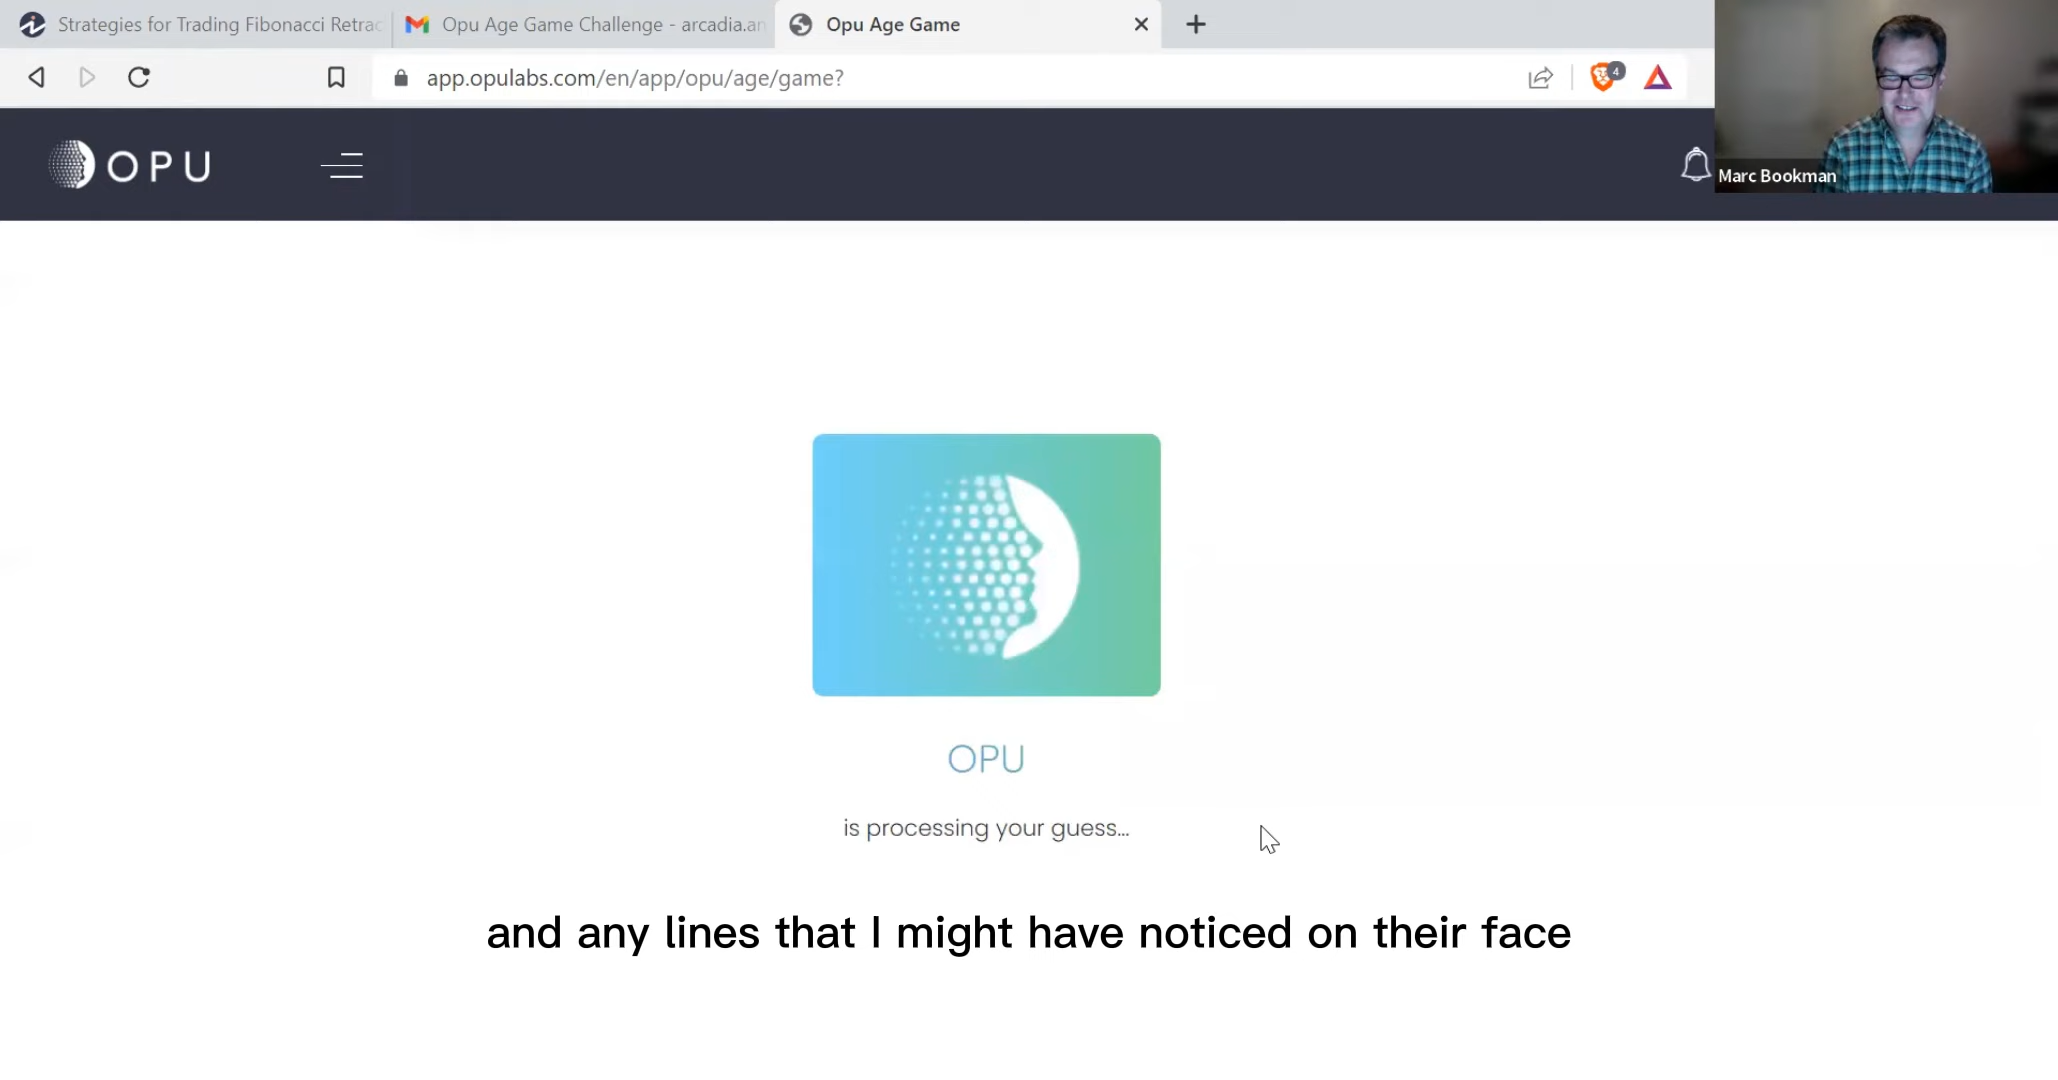 Strategies for Trading Fibonacci Retrac
Opu Age Game Challenge - arcadia.an
Opu Age Game
app.opulabs.com/en/app/opu/age/game?
4
OPU
Marc Bookman
OPU
is processing your guess...
and any lines that I might have noticed on their face